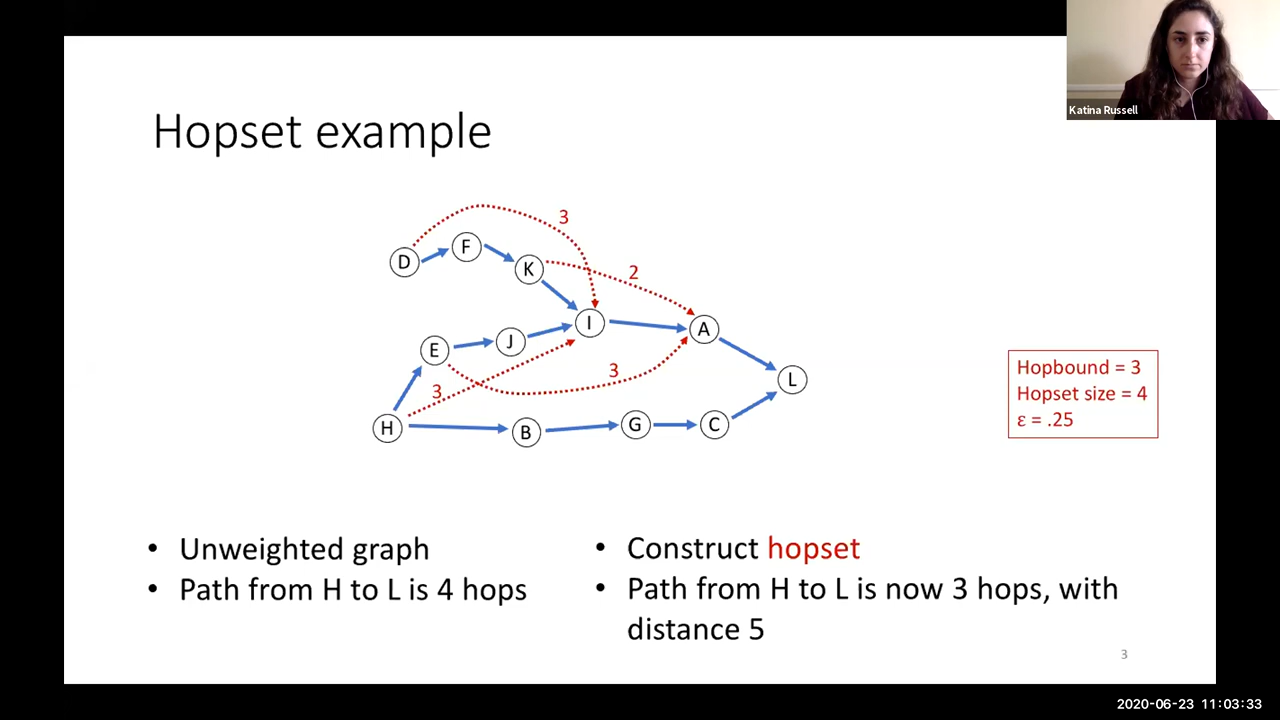 Katina Russell
Hopset example
3
D
F
K
2
I
A
E
J
3
L
3
H
B
G
C
Hopbound = 3
Hopset size = 4
ε = .25
• Unweighted graph
• Path from H to L is 4 hops
• Construct hopset
• Path from H to L is now 3 hops, with
distance 5
3
2020-06-23 11:03:33